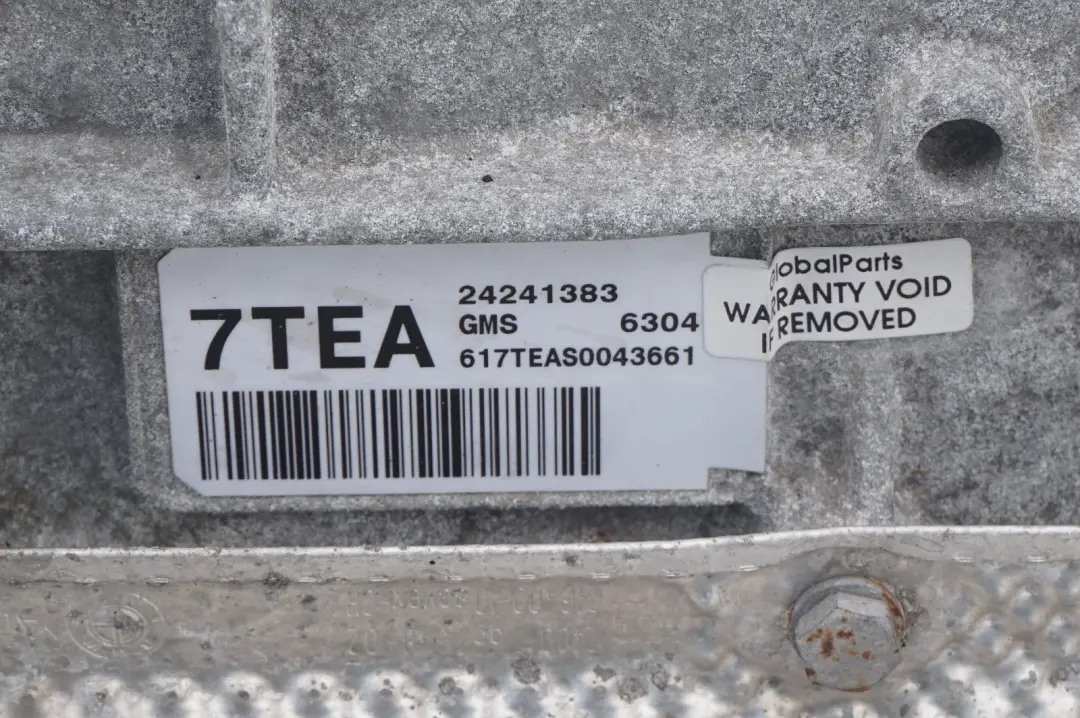 7TEA
24241383
GMS 6304
617TEAS0043661
GlobalParts
WARRANTY VOID
IF REMOVED